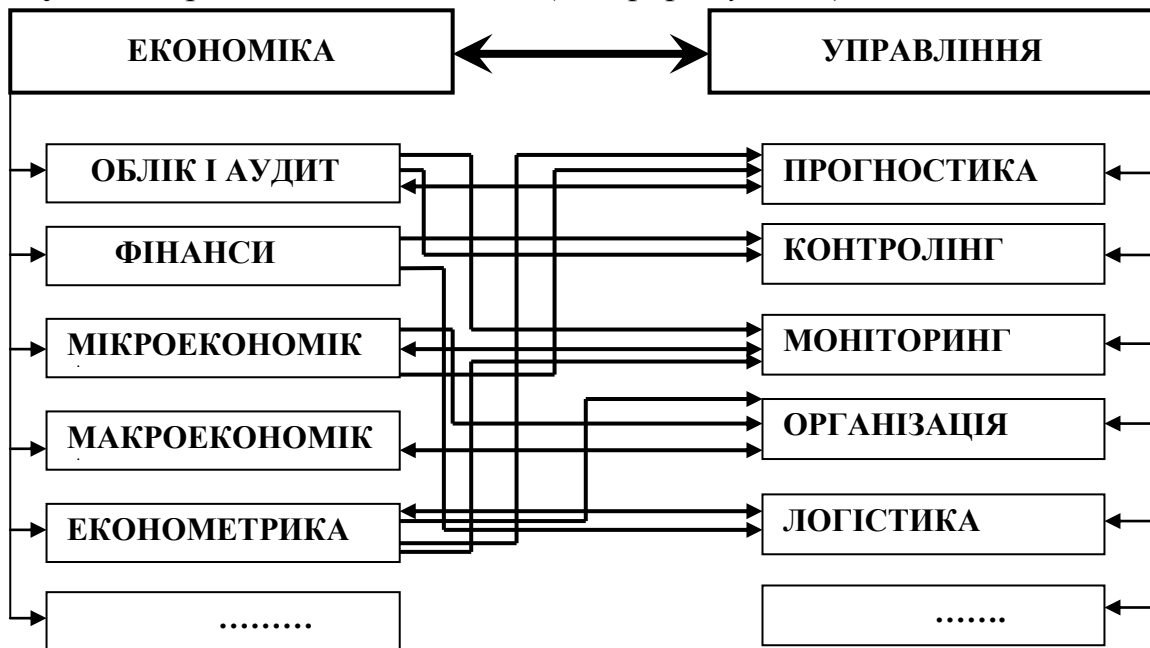 ЕКОНОМІКА
УПРАВЛІННЯ
ОБЛІК І АУДИТ
ПРОГНОСТИКА
ФІНАНСИ
КОНТРОЛІНГ
МІКРОЕКОНОМІК
МОНІТОРИНГ
МАКРОЕКОНОМІК
ОРГАНІЗАЦІЯ
ЕКОНОМЕТРИКА
ЛОГІСТИКА
………
…….